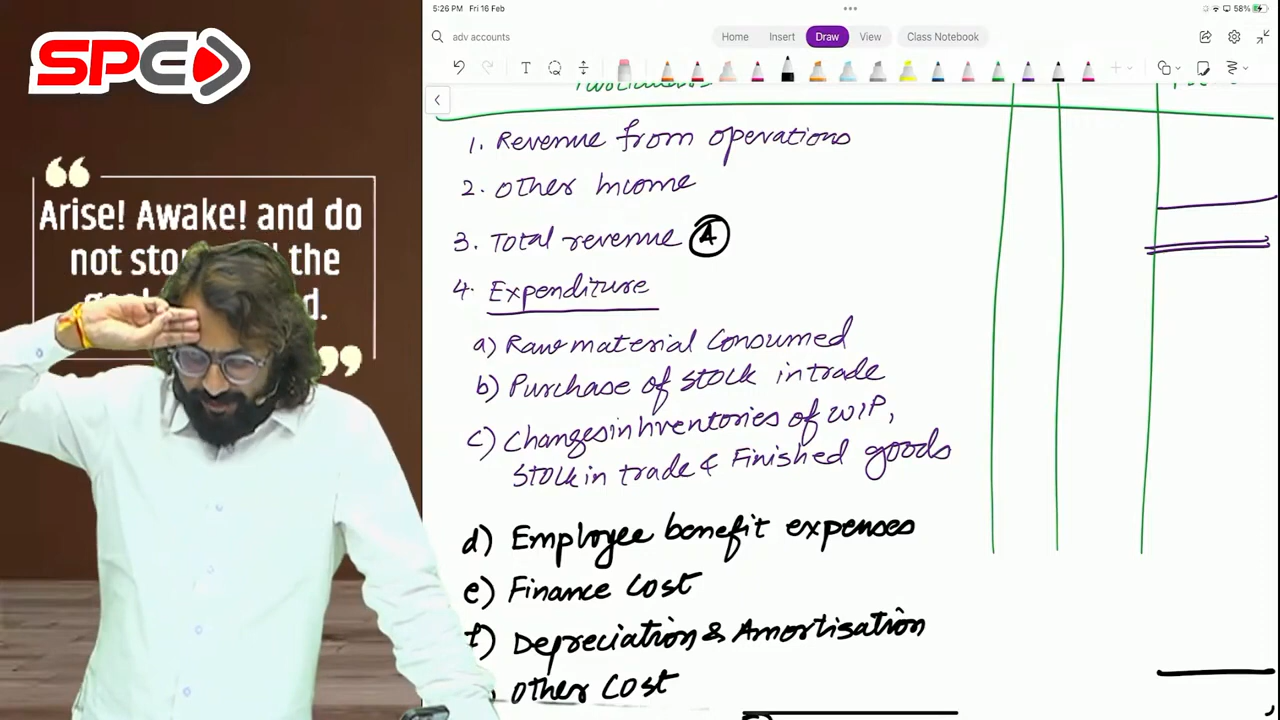 5:26 PM Fri 16 Feb
58%
adv accounts
Home Insert Draw View Class Notebook
SPED
Arise! Awake! and do
not the
d.
Particulars
1. Revenue from operations
2. Other Income
3. Total revenue A
4. Expenditure
a) Raw material Consumed
b) Purchase of Stock in trade
c) Changes in Inventories of WIP,
Stock in trade & Finished goods
d) Employee benefit expenses
e) Finance Cost
f) Depreciation & Amortisation
Other Cost